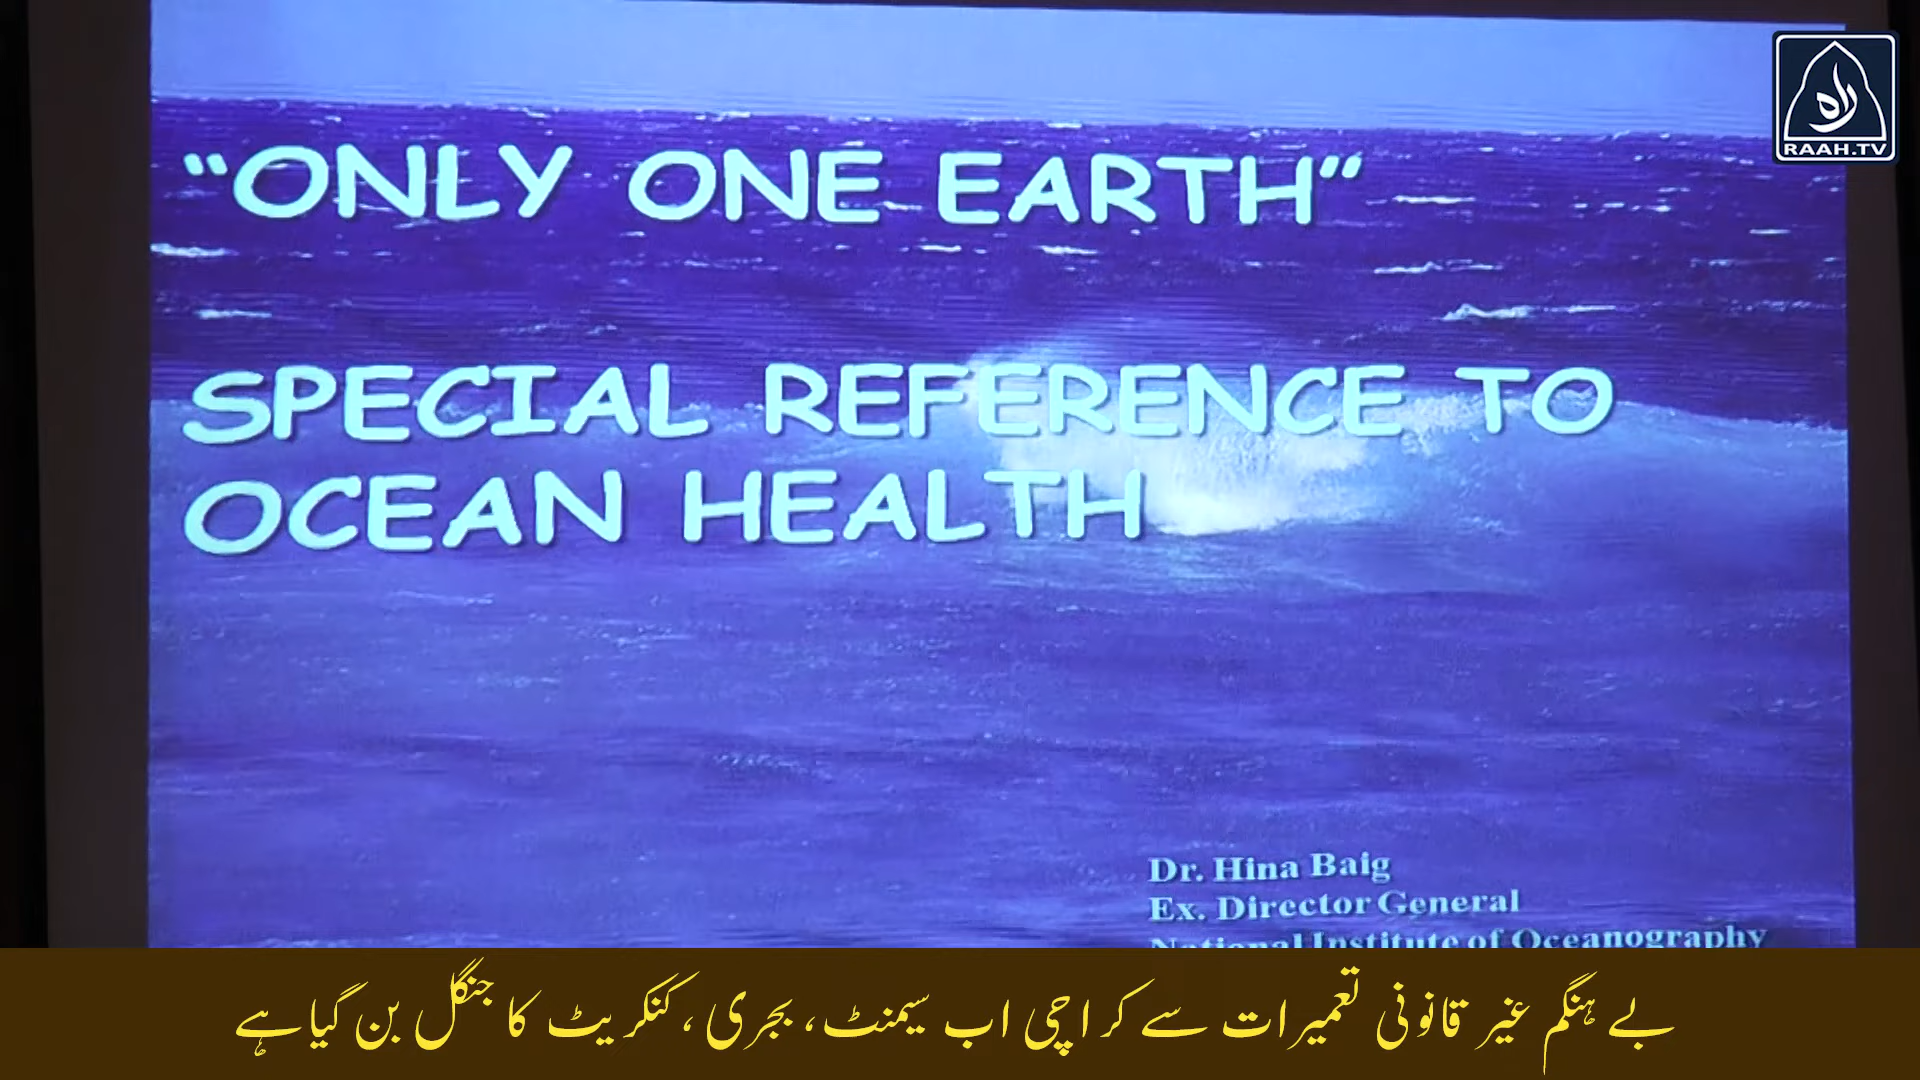 راہ
RAAH.TV
“ONLY ONE EARTH”
SPECIAL REFERENCE TO
OCEAN HEALTH
Dr. Hina Baig
Ex. Director General
National Institute of Oceanography
بے ہنگم غیر قانونی تعمیرات سے کراچی اب سیمنٹ، بجری، کنکریٹ کا جنگل بن گیا ہے